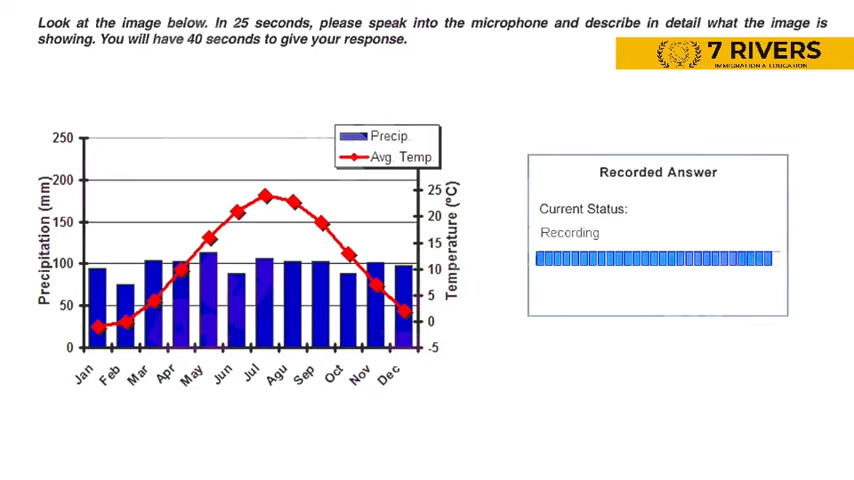 Look at the image below. In 25 seconds, please speak into the microphone and describe in detail what the image is
showing. You will have 40 seconds to give your response.
7 RIVERS
IMMIGRATION & EDUCATION
Precip.
Avg. Temp.
250
200
150
100
50
0
Precipitation (mm)
25
20
15
10
5
0
-5
Temperature (°C)
Jan
Feb
Mar
Apr
May
Jun
Jul
Agu
Sep
Oct
Nov
Dec
Recorded Answer
Current Status:
Recording